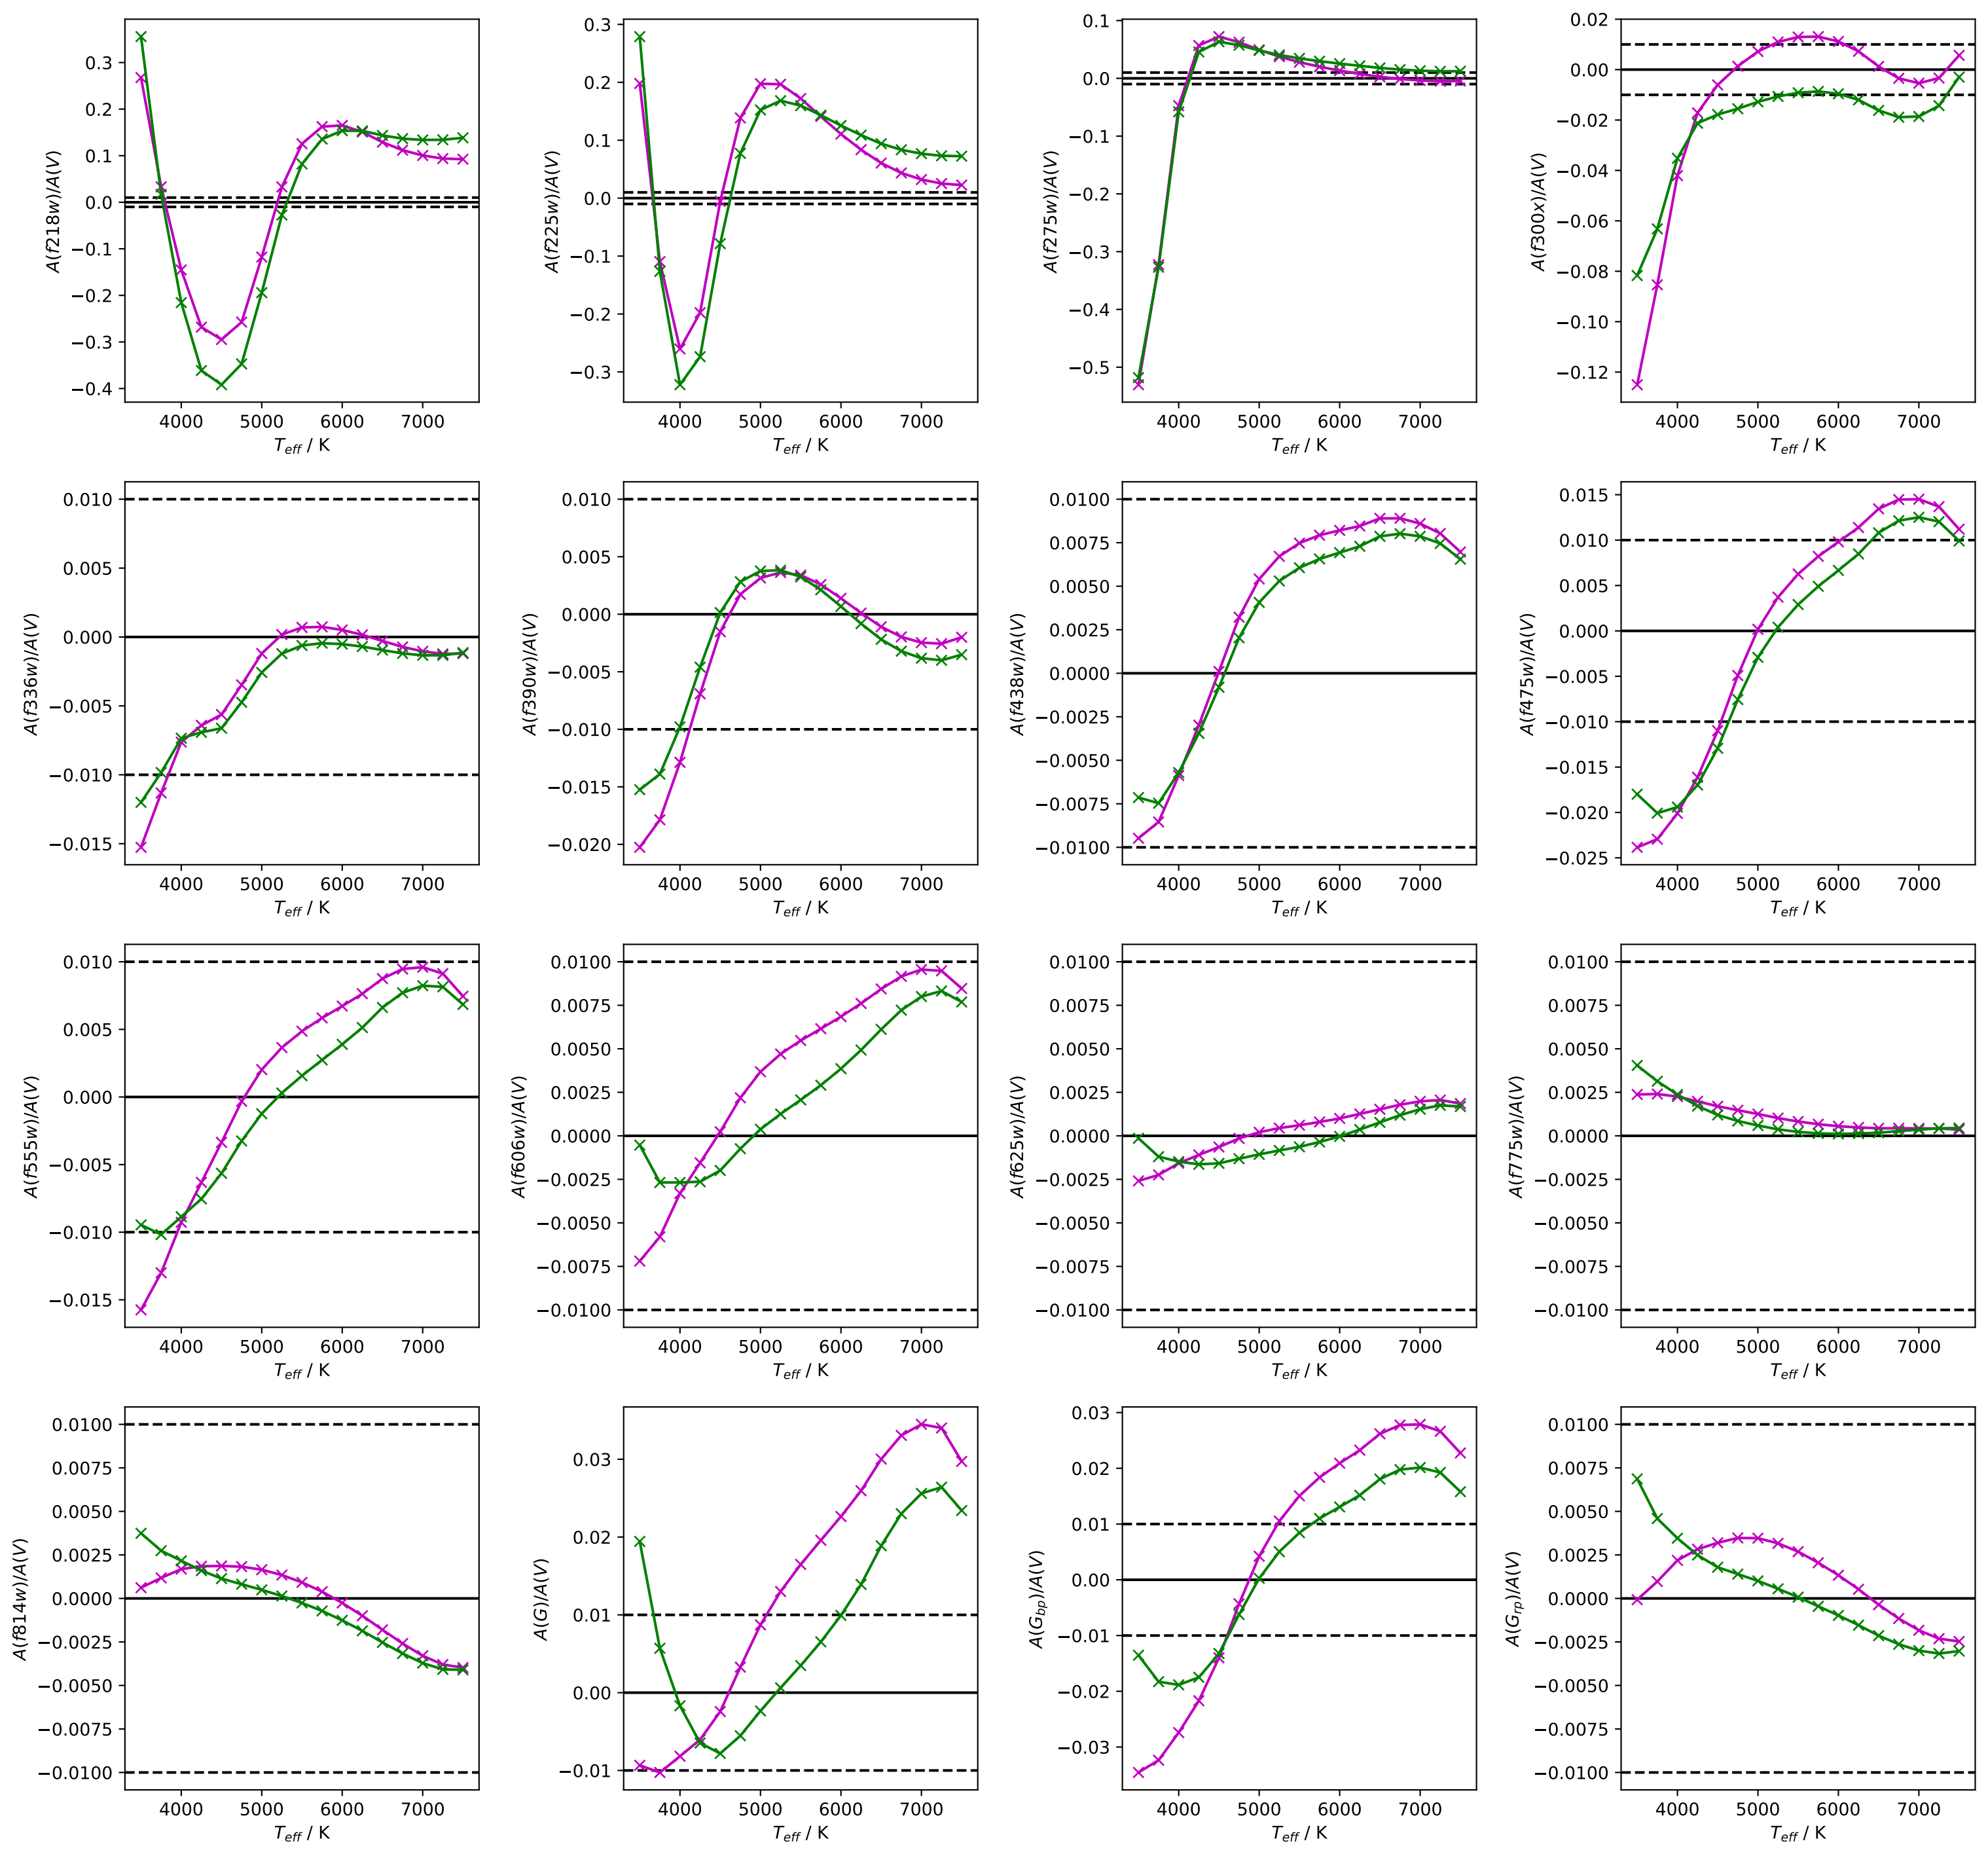 A(f218w)/A(V)
0.3
0.2
0.1
0.0
−0.1
−0.2
−0.3
−0.4
4000 5000 6000 7000
T_eff / K
A(f225w)/A(V)
0.3
0.2
0.1
0.0
−0.1
−0.2
−0.3
4000 5000 6000 7000
T_eff / K
A(f275w)/A(V)
0.1
0.0
−0.1
−0.2
−0.3
−0.4
−0.5
4000 5000 6000 7000
T_eff / K
A(f300x)/A(V)
0.02
0.00
−0.02
−0.04
−0.06
−0.08
−0.10
−0.12
4000 5000 6000 7000
T_eff / K
A(f336w)/A(V)
0.010
0.005
0.000
−0.005
−0.010
−0.015
4000 5000 6000 7000
T_eff / K
A(f390w)/A(V)
0.010
0.005
0.000
−0.005
−0.010
−0.015
−0.020
4000 5000 6000 7000
T_eff / K
A(f438w)/A(V)
0.0100
0.0075
0.0050
0.0025
0.0000
−0.0025
−0.0050
−0.0075
−0.0100
4000 5000 6000 7000
T_eff / K
A(f475w)/A(V)
0.015
0.010
0.005
0.000
−0.005
−0.010
−0.015
−0.020
−0.025
4000 5000 6000 7000
T_eff / K
A(f555w)/A(V)
0.010
0.005
0.000
−0.005
−0.010
−0.015
4000 5000 6000 7000
T_eff / K
A(f606w)/A(V)
0.0100
0.0075
0.0050
0.0025
0.0000
−0.0025
−0.0050
−0.0075
−0.0100
4000 5000 6000 7000
T_eff / K
A(f625w)/A(V)
0.0100
0.0075
0.0050
0.0025
0.0000
−0.0025
−0.0050
−0.0075
−0.0100
4000 5000 6000 7000
T_eff / K
A(f775w)/A(V)
0.0100
0.0075
0.0050
0.0025
0.0000
−0.0025
−0.0050
−0.0075
−0.0100
4000 5000 6000 7000
T_eff / K
A(f814w)/A(V)
0.0100
0.0075
0.0050
0.0025
0.0000
−0.0025
−0.0050
−0.0075
−0.0100
4000 5000 6000 7000
T_eff / K
A(G)/A(V)
0.03
0.02
0.01
0.00
−0.01
4000 5000 6000 7000
T_eff / K
A(G_bp)/A(V)
0.03
0.02
0.01
0.00
−0.01
−0.02
−0.03
4000 5000 6000 7000
T_eff / K
A(G_rp)/A(V)
0.0100
0.0075
0.0050
0.0025
0.0000
−0.0025
−0.0050
−0.0075
−0.0100
4000 5000 6000 7000
T_eff / K